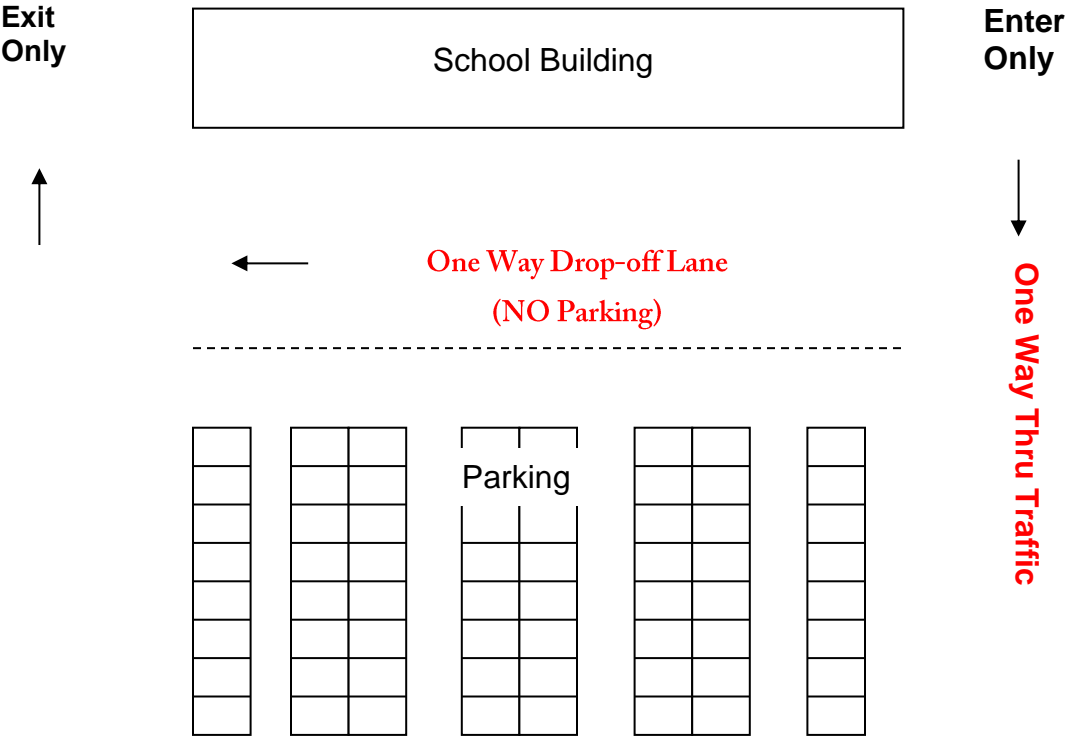 Exit
Only
School Building
Enter
Only
One Way Drop-off Lane
(NO Parking)
One Way Thru Traffic
Parking